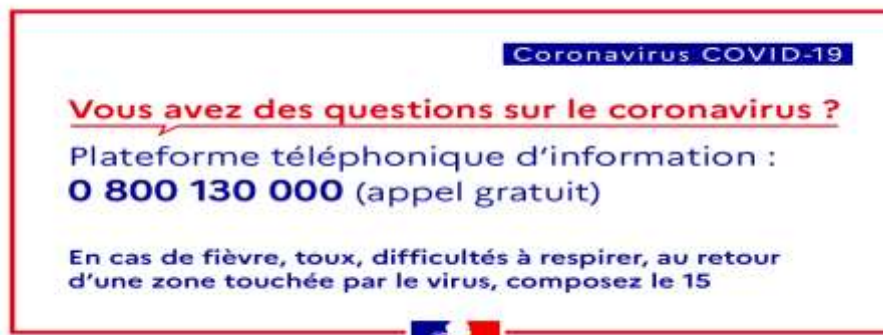 Coronavirus COVID-19
Vous avez des questions sur le coronavirus ?
Plateforme téléphonique d'information :
0 800 130 000 (appel gratuit)
En cas de fièvre, toux, difficultés à respirer, au retour
d'une zone touchée par le virus, composez le 15